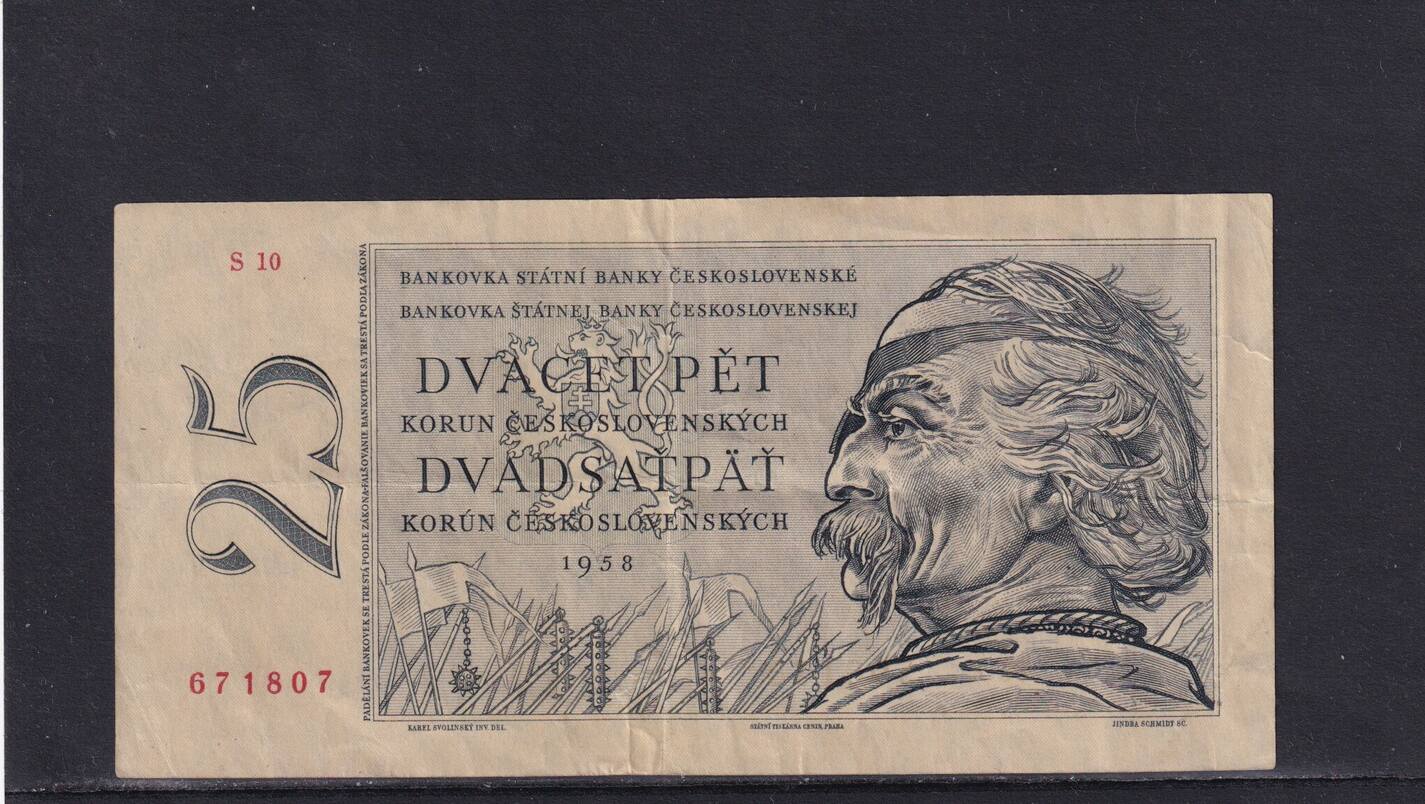 S 10
25
671807
PADĚLÁNÍ BANKOVEK SE TRESTÁ PODLE ZÁKONA·FALŠOVANIE BANKOVIEK SA TRESTÁ PODĽA ZÁKONA
BANKOVKA STÁTNÍ BANKY ČESKOSLOVENSKÉ
BANKOVKA ŠTÁTNEJ BANKY ČESKOSLOVENSKEJ
DVACET PĚT
KORUN ČESKOSLOVENSKÝCH
DVADSAŤPÄŤ
KORÚN ČESKOSLOVENSKÝCH
1958
KAREL SVOLINSKÝ INV. DEL.
STÁTNÍ TISKÁRNA CENIN, PRAHA
JINDRA SCHMIDT SC.